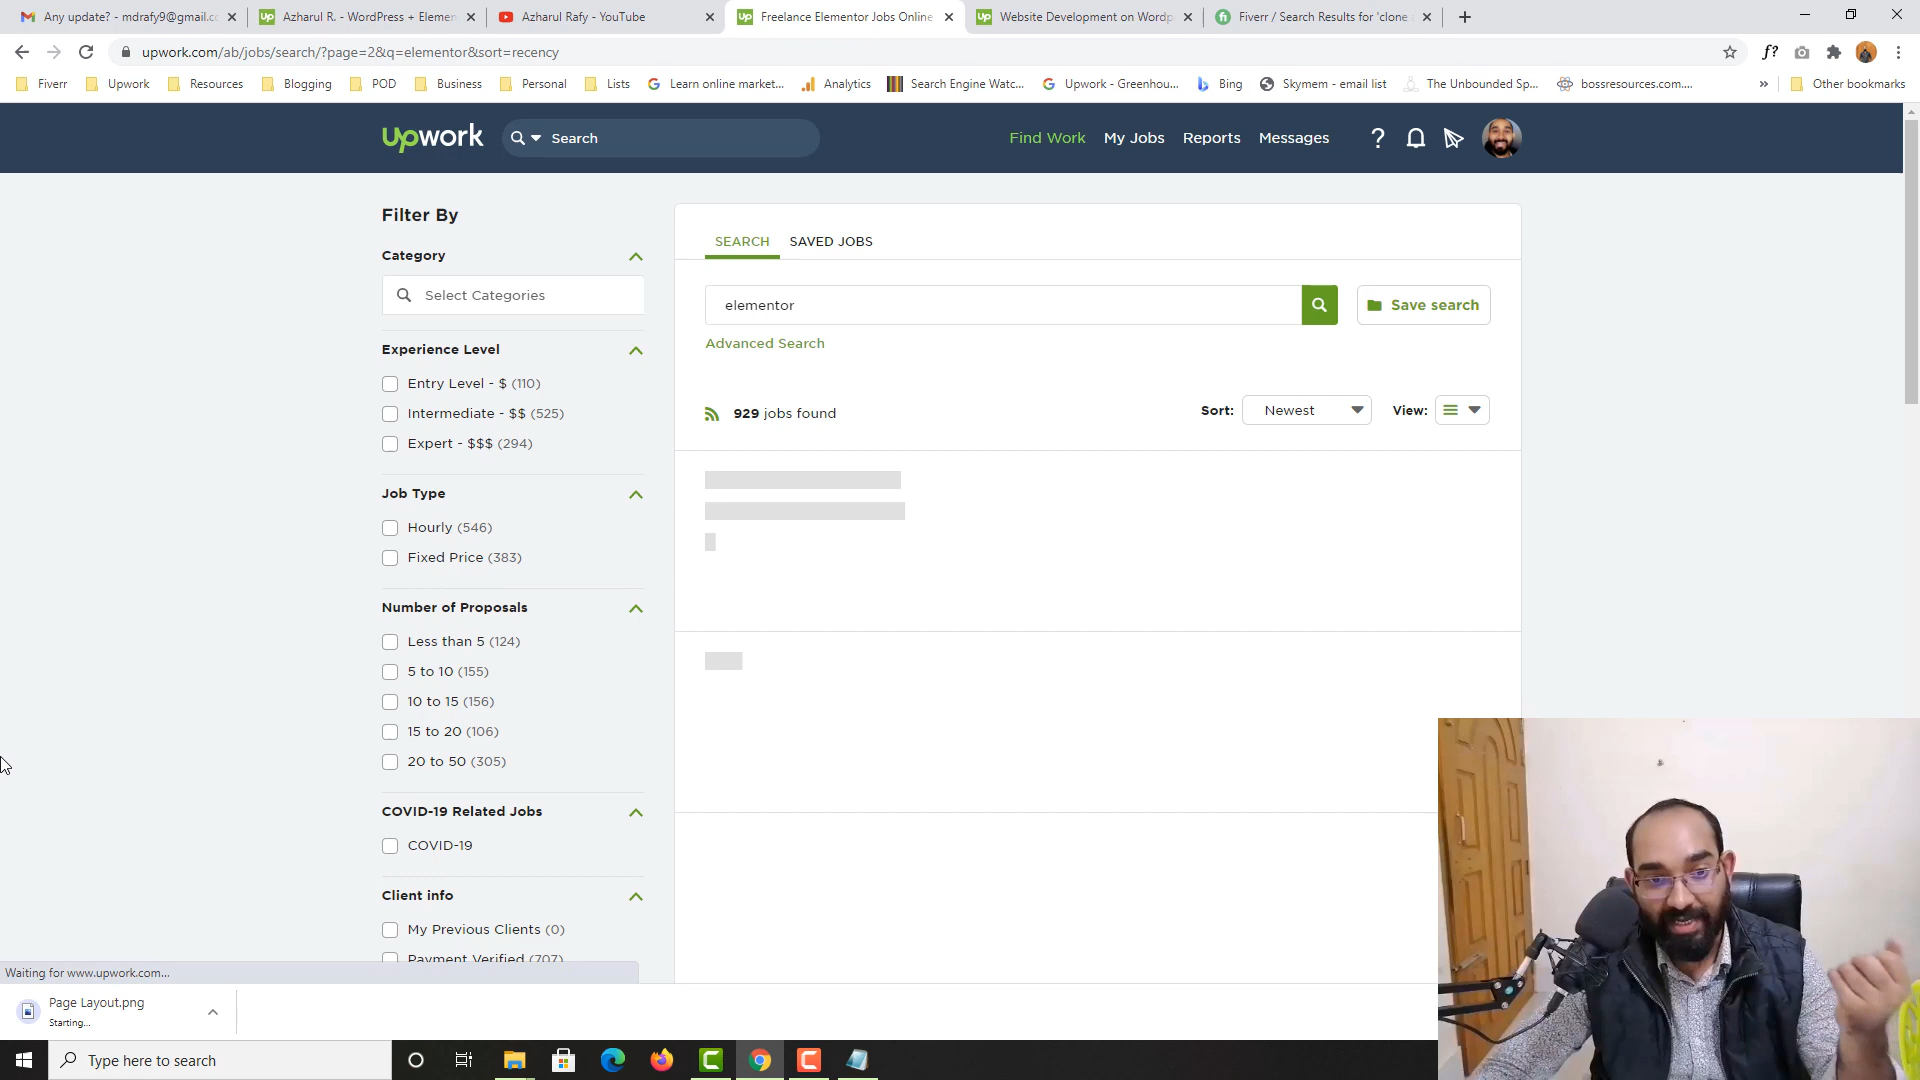 Any update? - mdrafy9@gmail.c
Azharul R. - WordPress + Elemen
Azharul Rafy - YouTube
Freelance Elementor Jobs Online
Website Development on Wordp
Fiverr / Search Results for 'clone
upwork.com/ab/jobs/search/?page=2&q=elementor&sort=recency
f?
Fiverr
Upwork
Resources
Blogging
POD
Business
Personal
Lists
Learn online market...
Analytics
Search Engine Watc...
Upwork - Greenhou...
Bing
Skymem - email list
The Unbounded Sp...
bossresources.com...
»
Other bookmarks
upwork
Search
Find Work
My Jobs
Reports
Messages
?
Filter By
Category
Select Categories
Experience Level
Entry Level - $ (110)
Intermediate - $$ (525)
Expert - $$$ (294)
Job Type
Hourly (546)
Fixed Price (383)
Number of Proposals
Less than 5 (124)
5 to 10 (155)
10 to 15 (156)
15 to 20 (106)
20 to 50 (305)
COVID-19 Related Jobs
COVID-19
Client info
My Previous Clients (0)
Payment Verified (707)
SEARCH
SAVED JOBS
elementor
Save search
Advanced Search
929 jobs found
Sort:
Newest
View:
Waiting for www.upwork.com...
Page Layout.png
Starting...
Type here to search